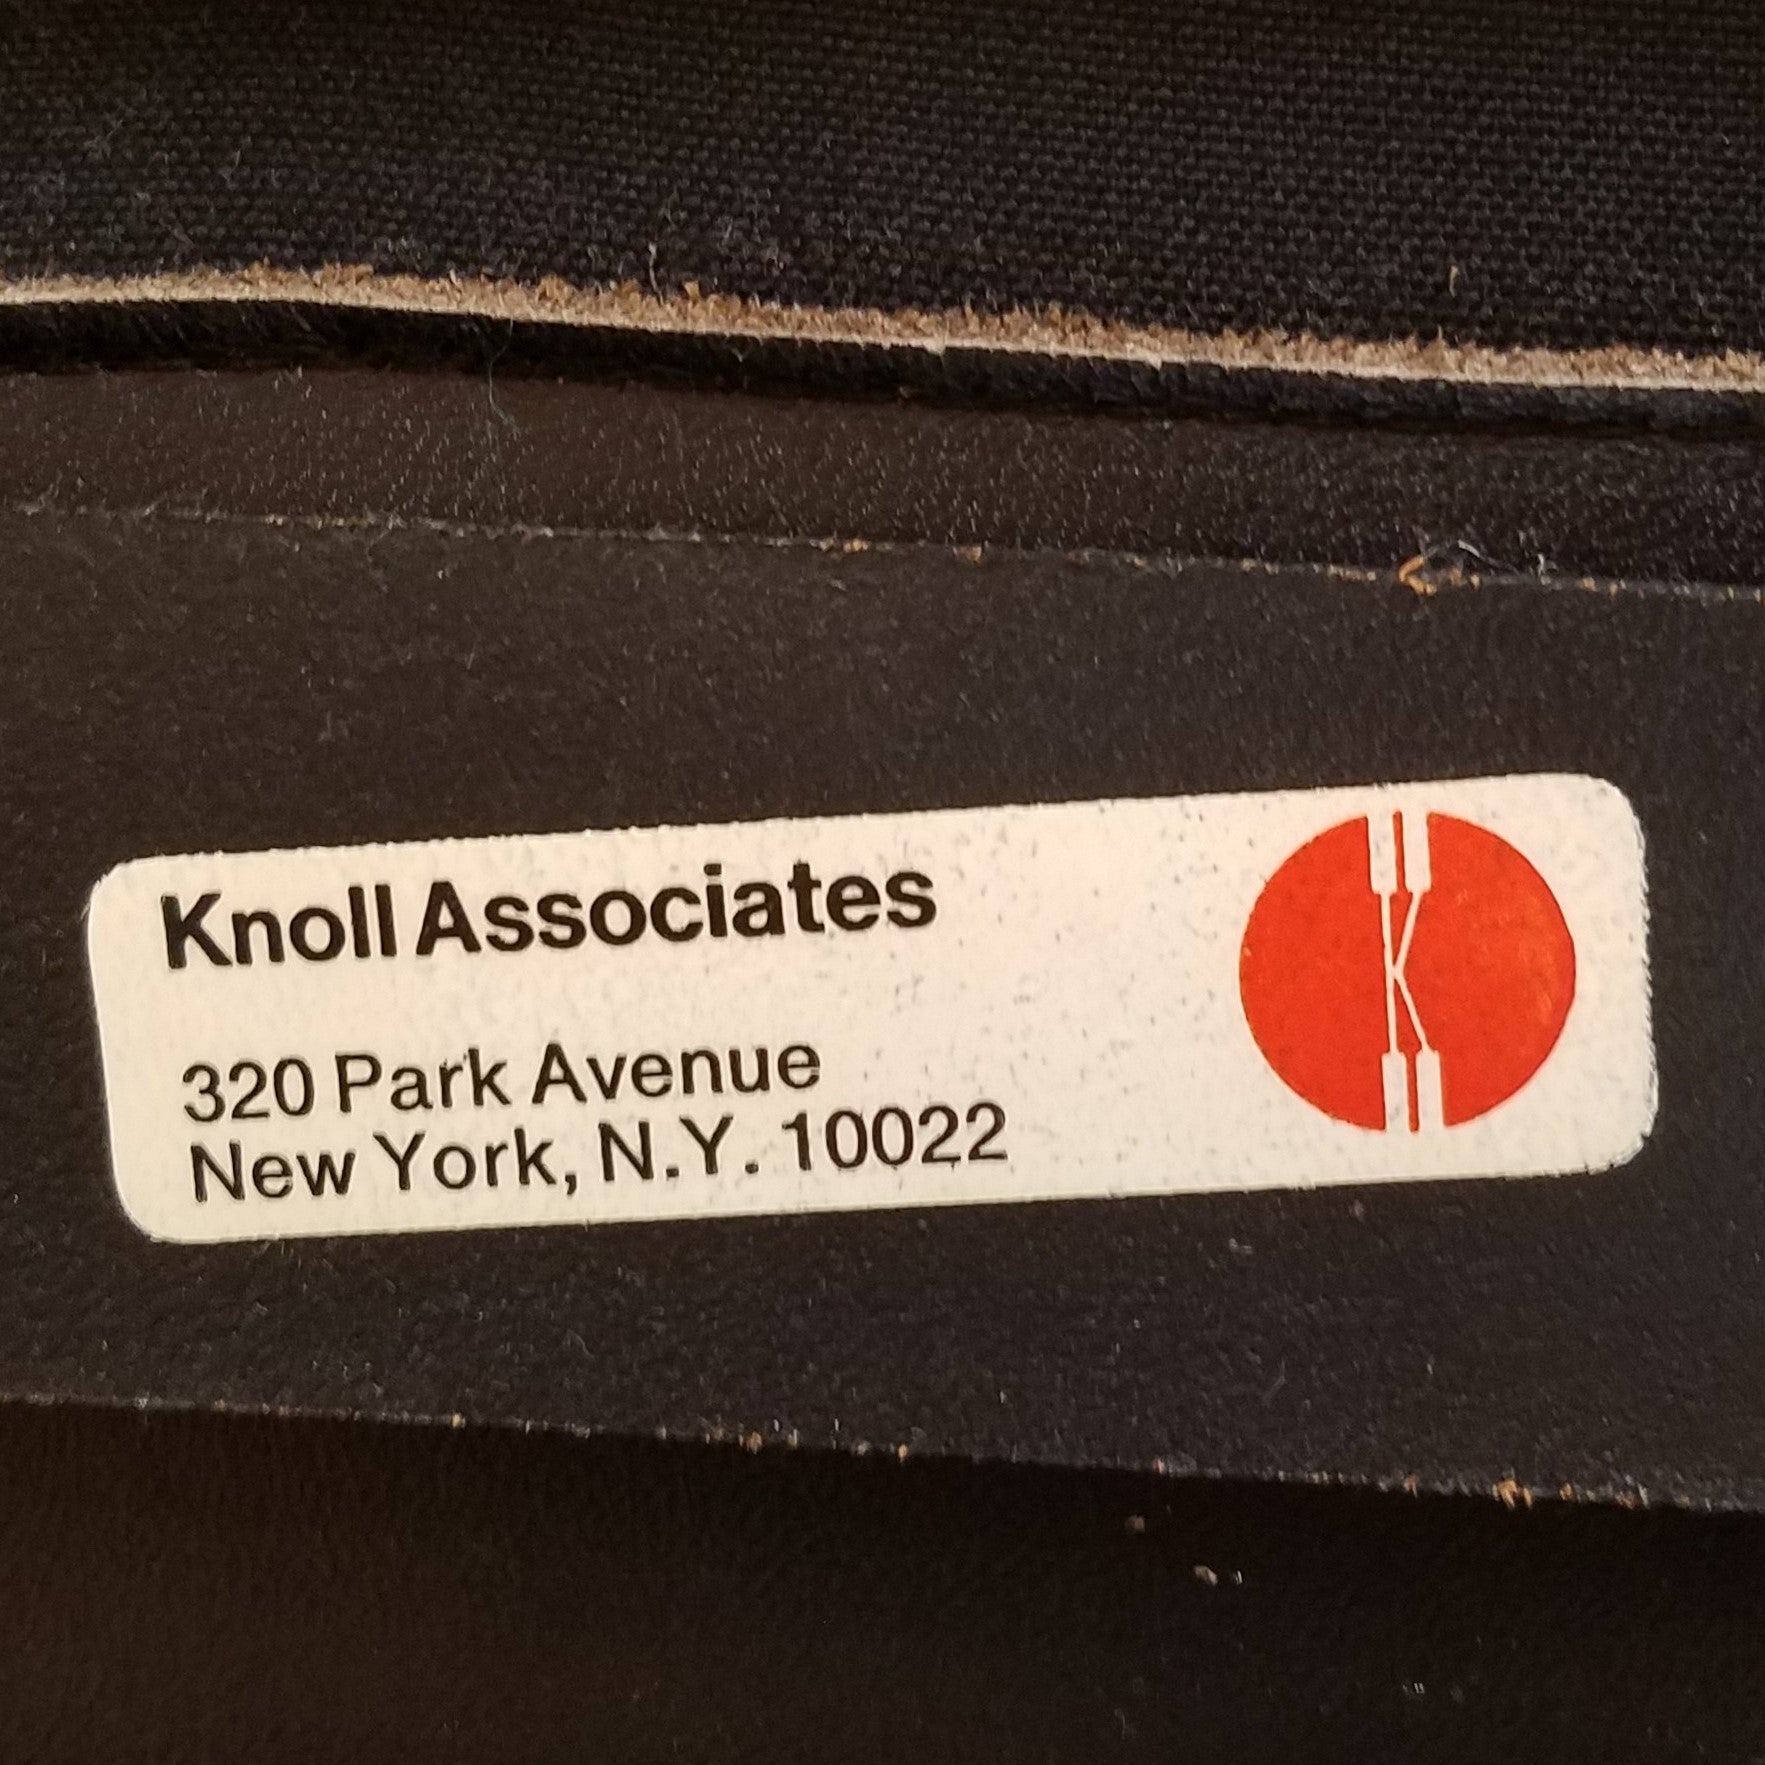 Knoll Associates
K
320 Park Avenue
New York, N.Y. 10022